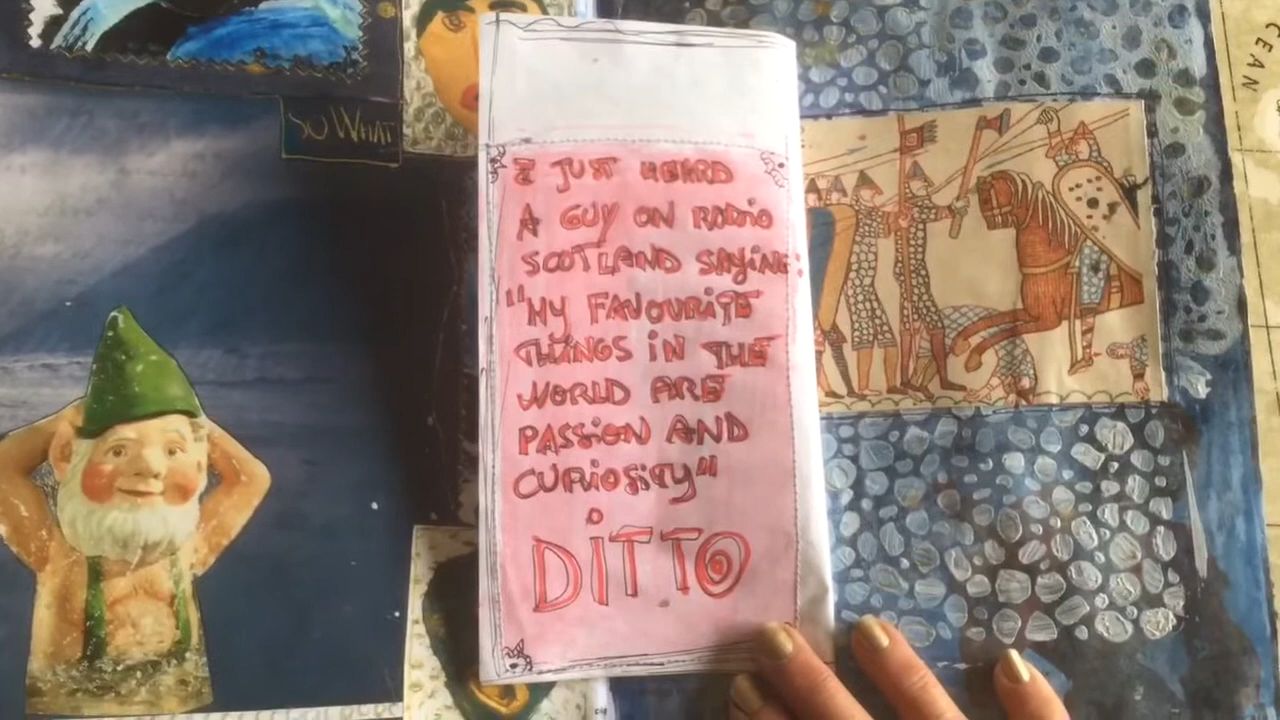 SO WHAT
CEAN
I JUST HEARD
A GUY ON RADIO
SCOTLAND SAYING:
"MY FAVOURITE
THINGS IN THE
WORLD ARE
PASSION AND
CURIOSITY"
DITTO